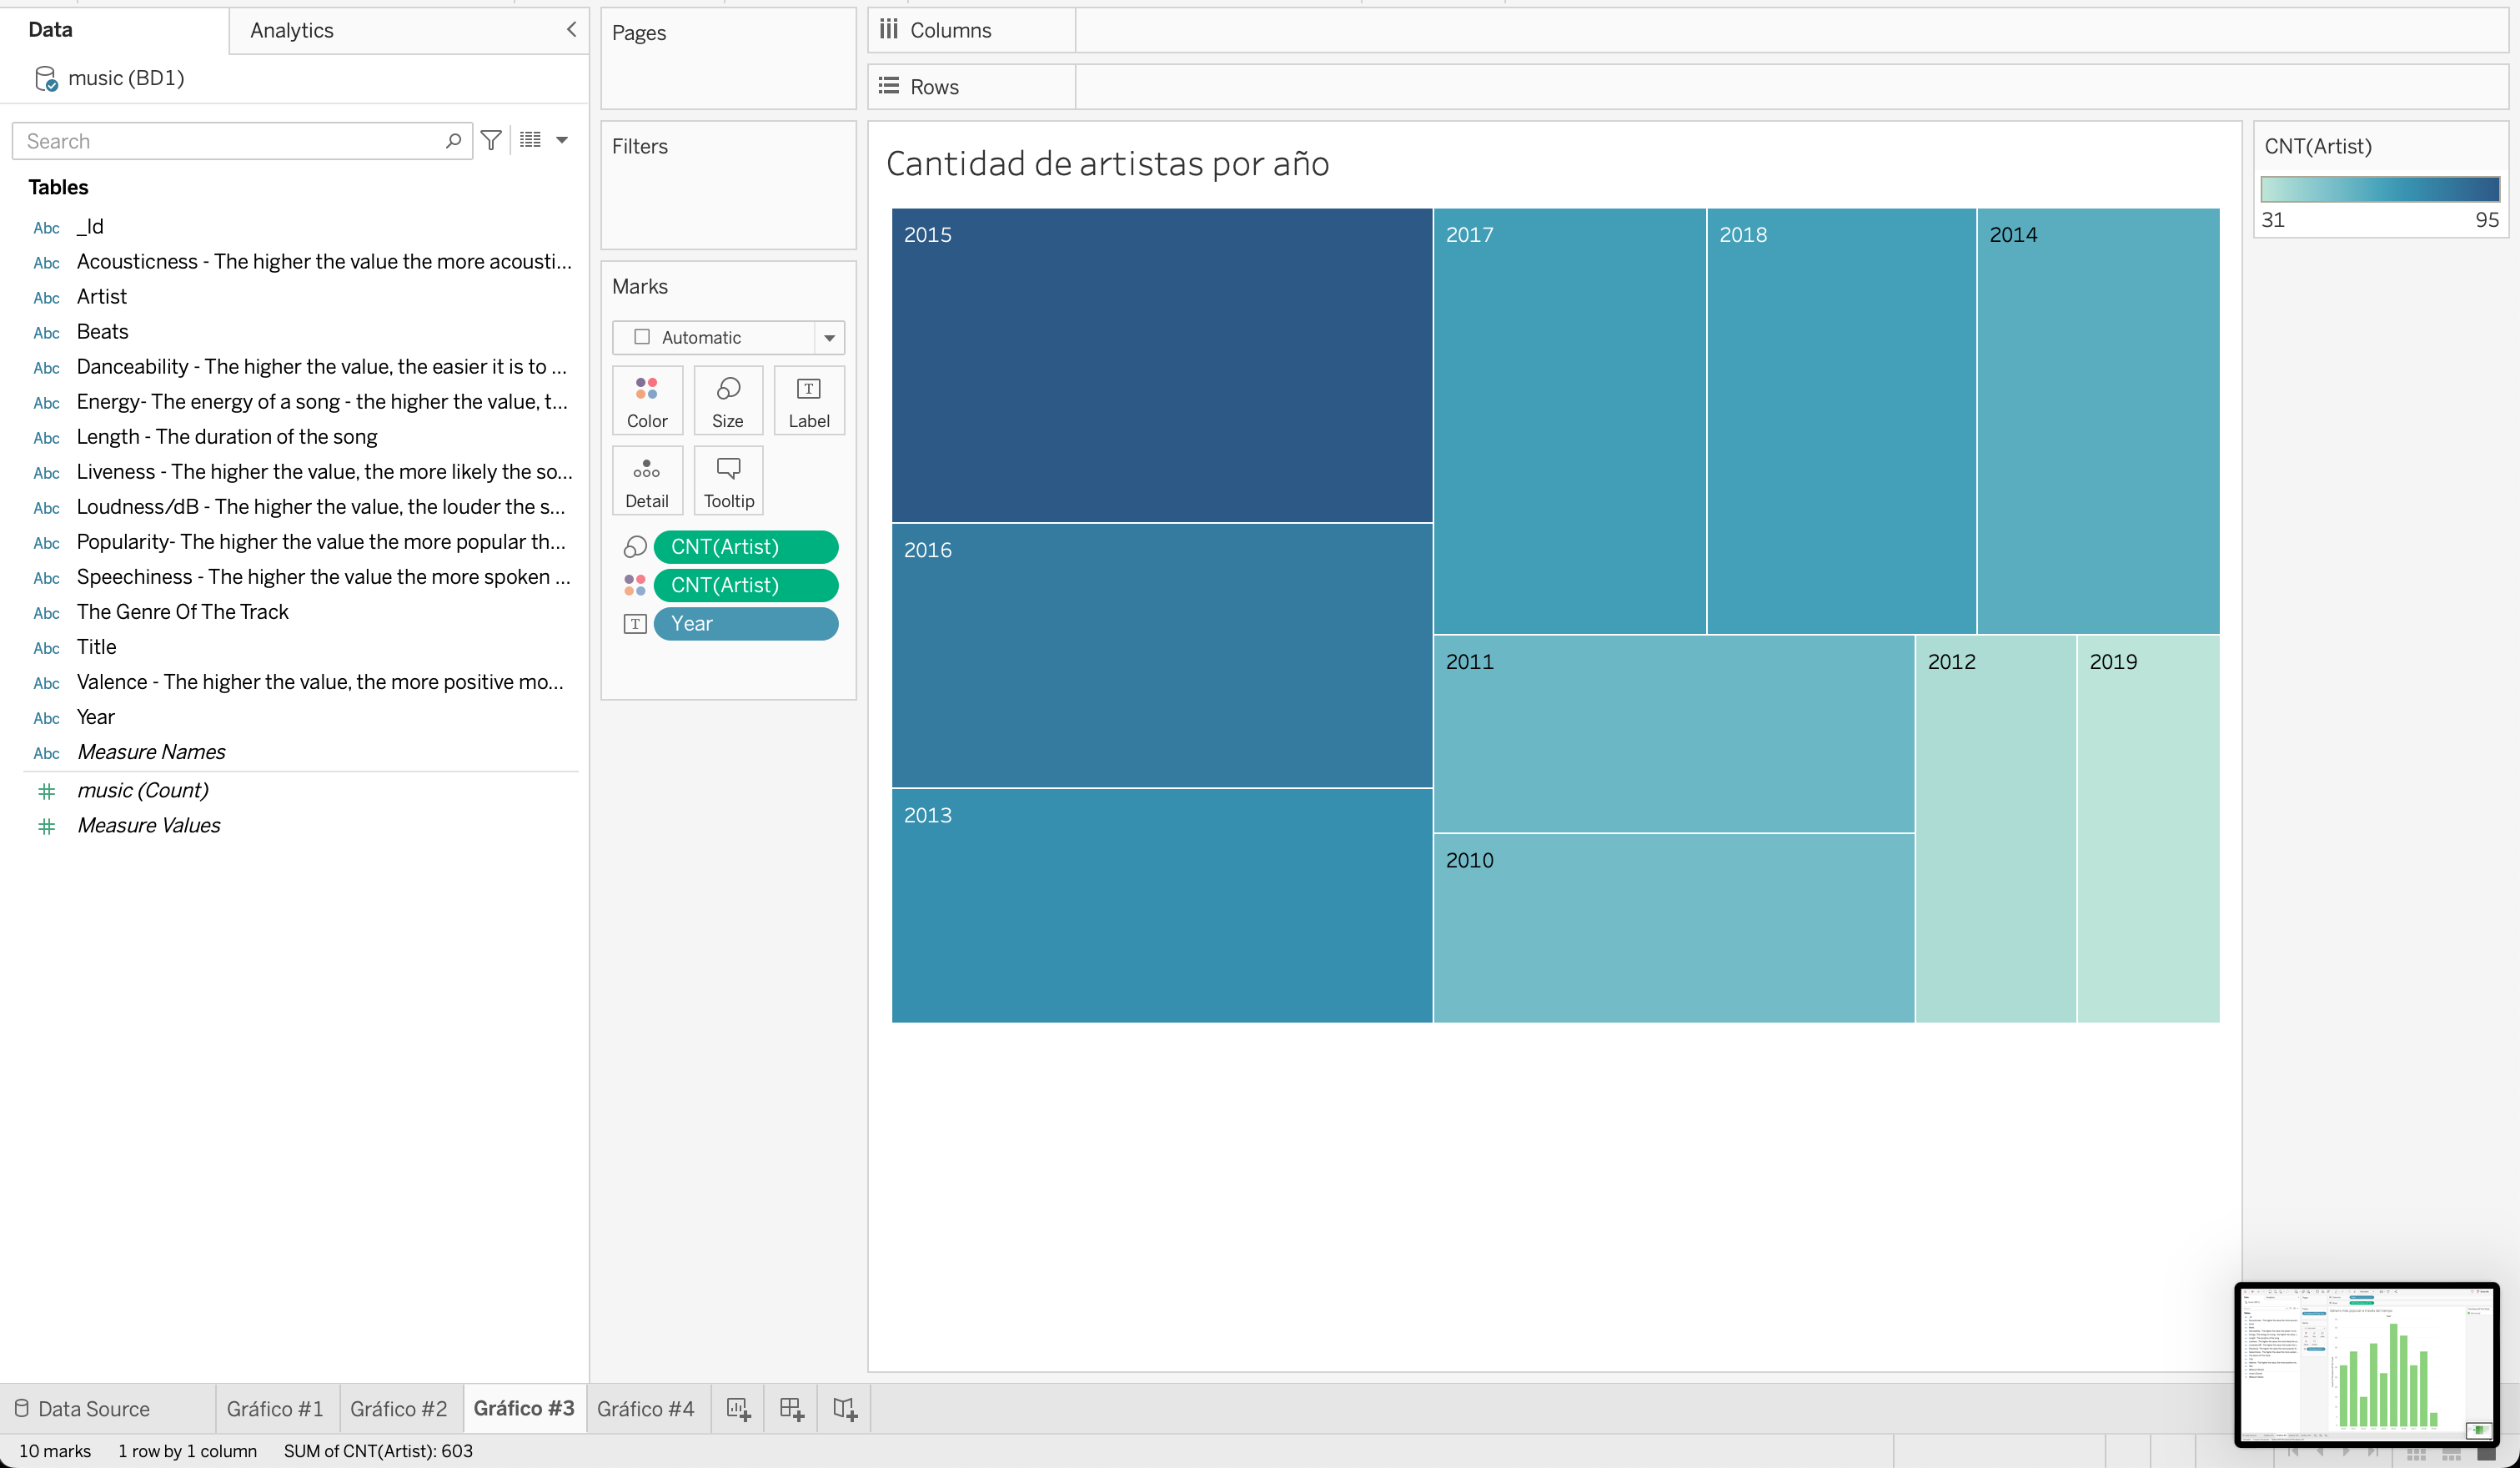 Data
Analytics
music (BD1)
Search
Tables
Abc _Id
Abc Acousticness - The higher the value the more acousti...
Abc Artist
Abc Beats
Abc Danceability - The higher the value, the easier it is to ...
Abc Energy- The energy of a song - the higher the value, t...
Abc Length - The duration of the song
Abc Liveness - The higher the value, the more likely the so...
Abc Loudness/dB - The higher the value, the louder the s...
Abc Popularity- The higher the value the more popular th...
Abc Speechiness - The higher the value the more spoken ...
Abc The Genre Of The Track
Abc Title
Abc Valence - The higher the value, the more positive mo...
Abc Year
Abc Measure Names
# music (Count)
# Measure Values
Pages
Filters
Marks
Automatic
Color Size T Label
Detail Tooltip
CNT(Artist)
CNT(Artist)
T Year
Columns
Rows
Cantidad de artistas por año
2015
2017
2018
2014
2016
2011
2012
2019
2013
2010
CNT(Artist)
31 95
Data Source Gráfico #1 Gráfico #2 Gráfico #3 Gráfico #4
10 marks 1 row by 1 column SUM of CNT(Artist): 603